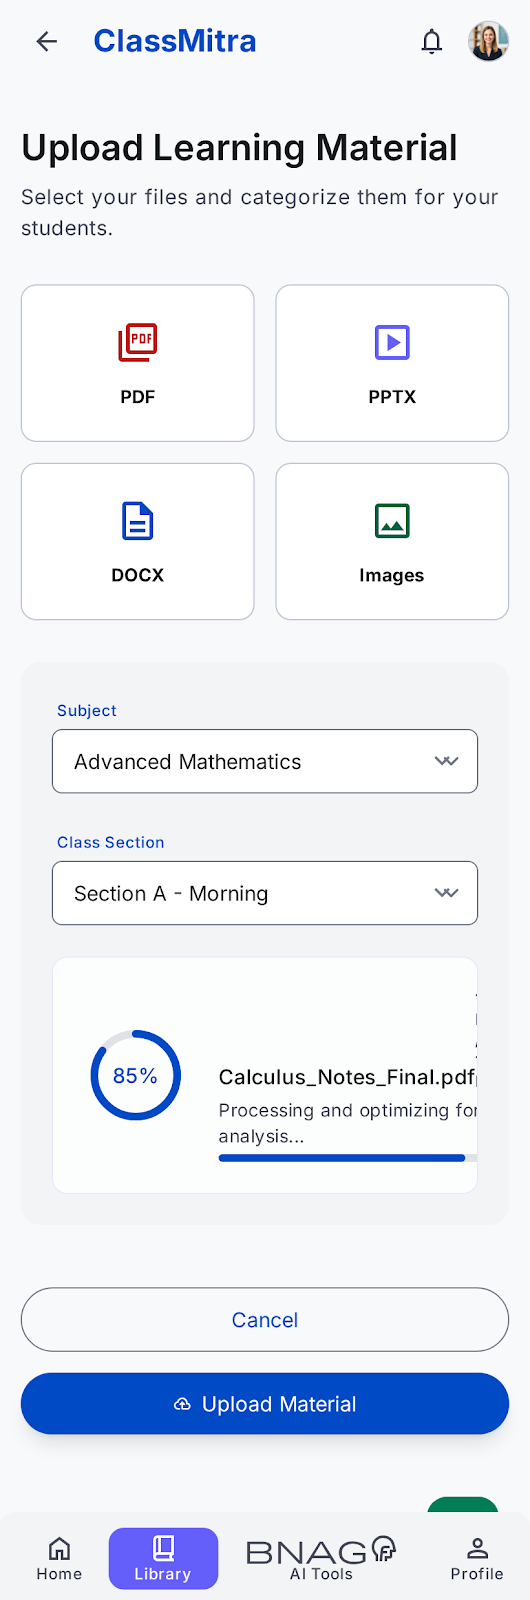 ClassMitra
Upload Learning Material
Select your files and categorize them for your
students.
PDF
PDF
PPTX
DOCX
Images
Subject
Advanced Mathematics
Class Section
Section A - Morning
85%
Calculus_Notes_Final.pdf
Processing and optimizing for
analysis...
Cancel
Upload Material
Home
Library
BNAG
AI Tools
Profile